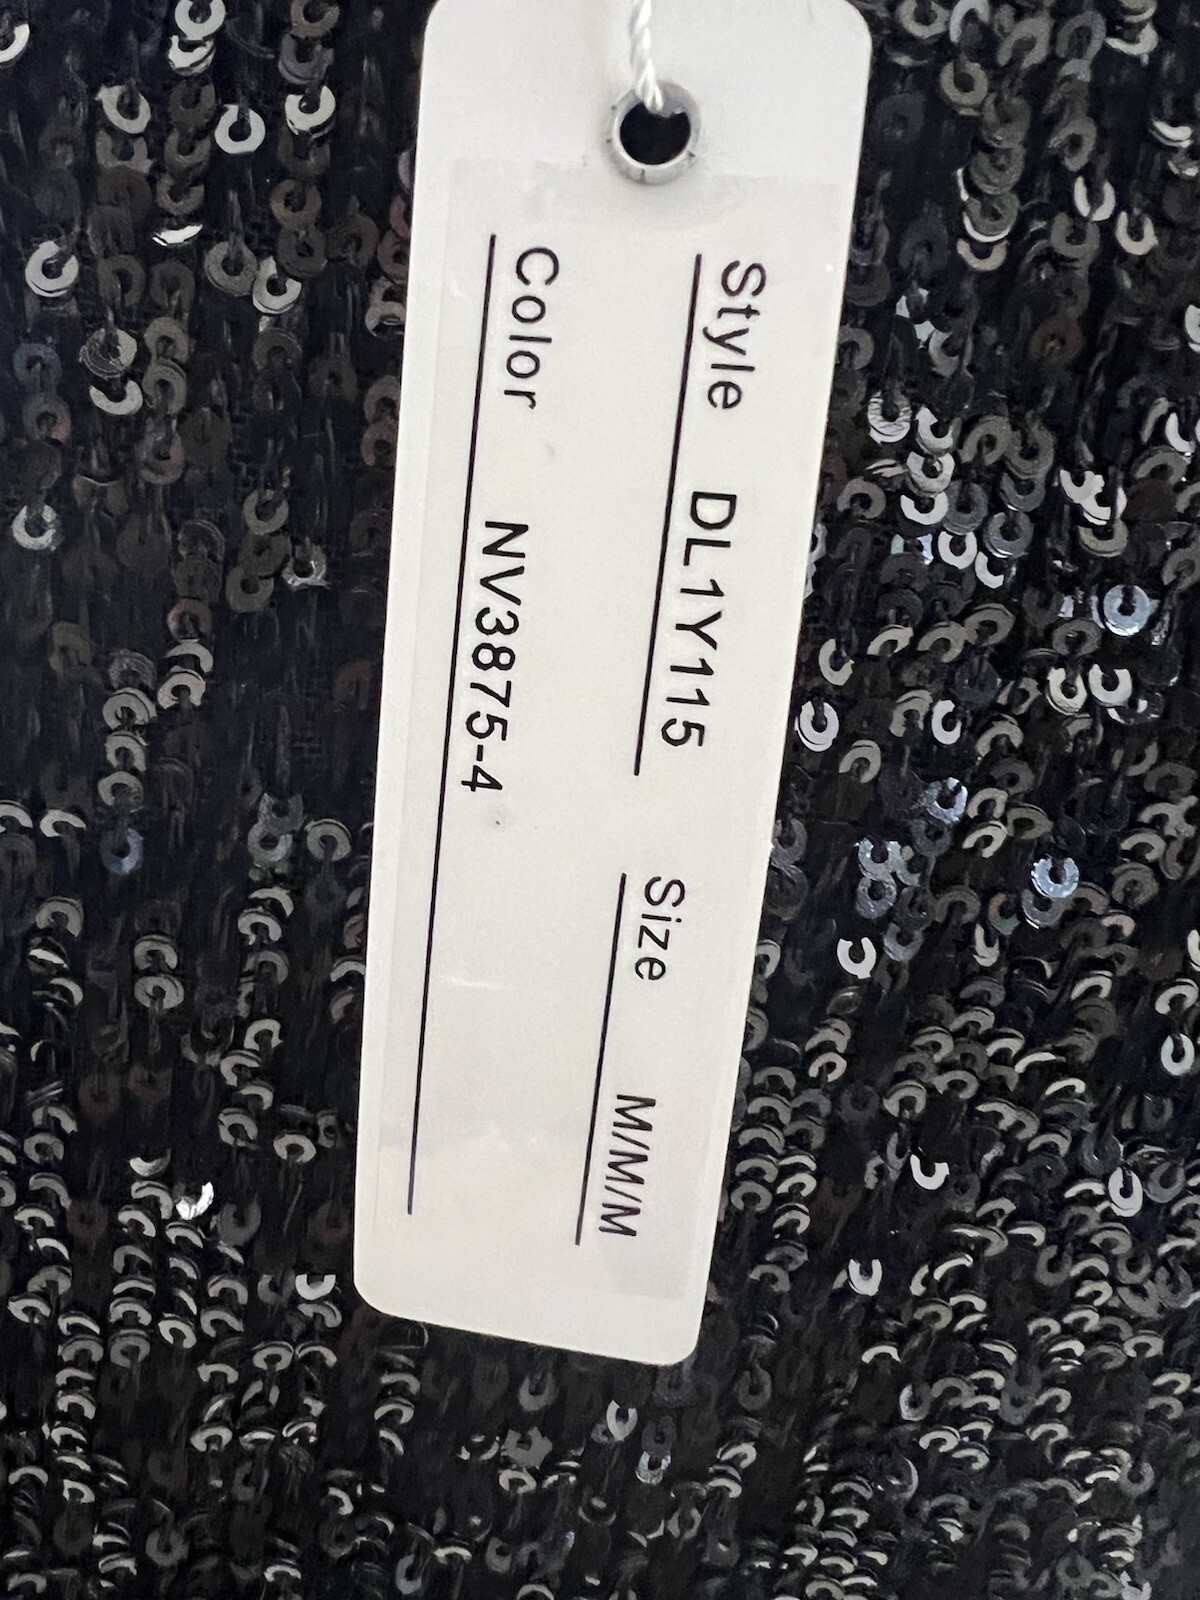 Style DL1Y115 Size M/M/M
Color NV3875-4